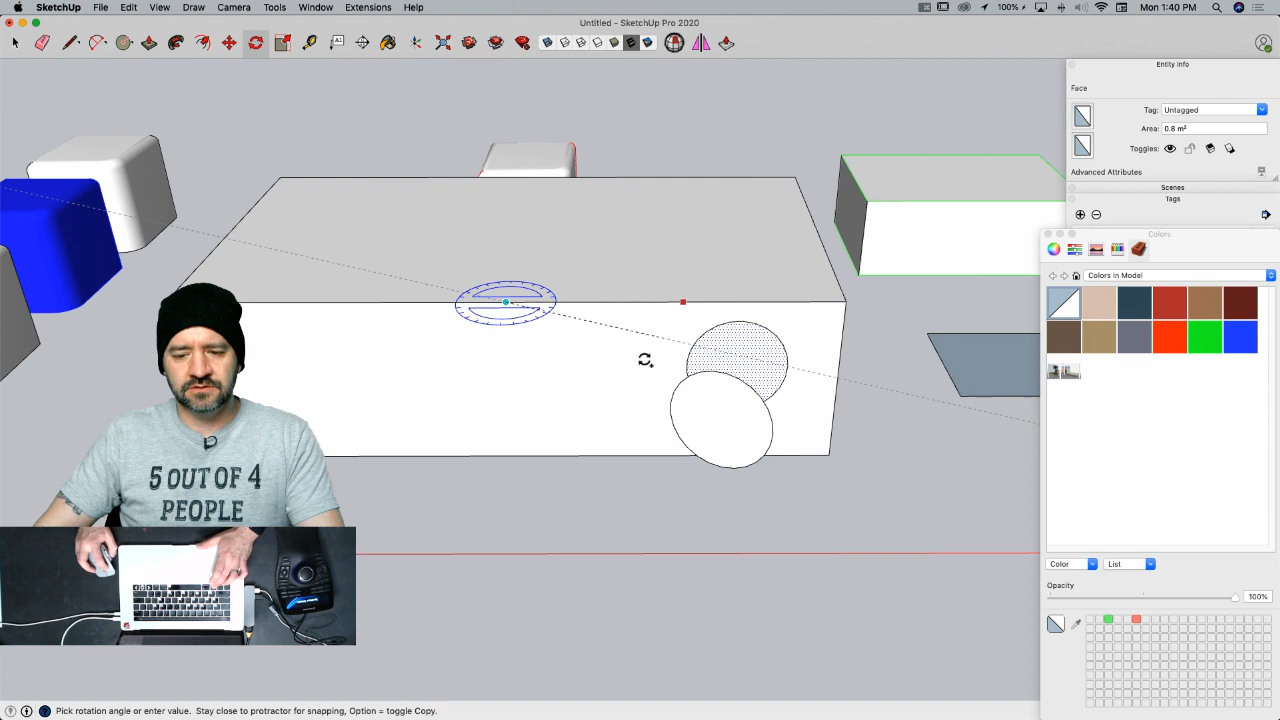 SketchUp File Edit View Draw Camera Tools Window Extensions Help
100% Mon 1:40 PM
Untitled - SketchUp Pro 2020
Entity Info
Face
Tag: Untagged
Area: 0.8 m²
Toggles:
Advanced Attributes
Scenes
Tags
Colors
Colors In Model
Color List
Opacity
100%
5 OUT OF 4
PEOPLE
Pick rotation angle or enter value. Stay close to protractor for snapping, Option = toggle Copy.